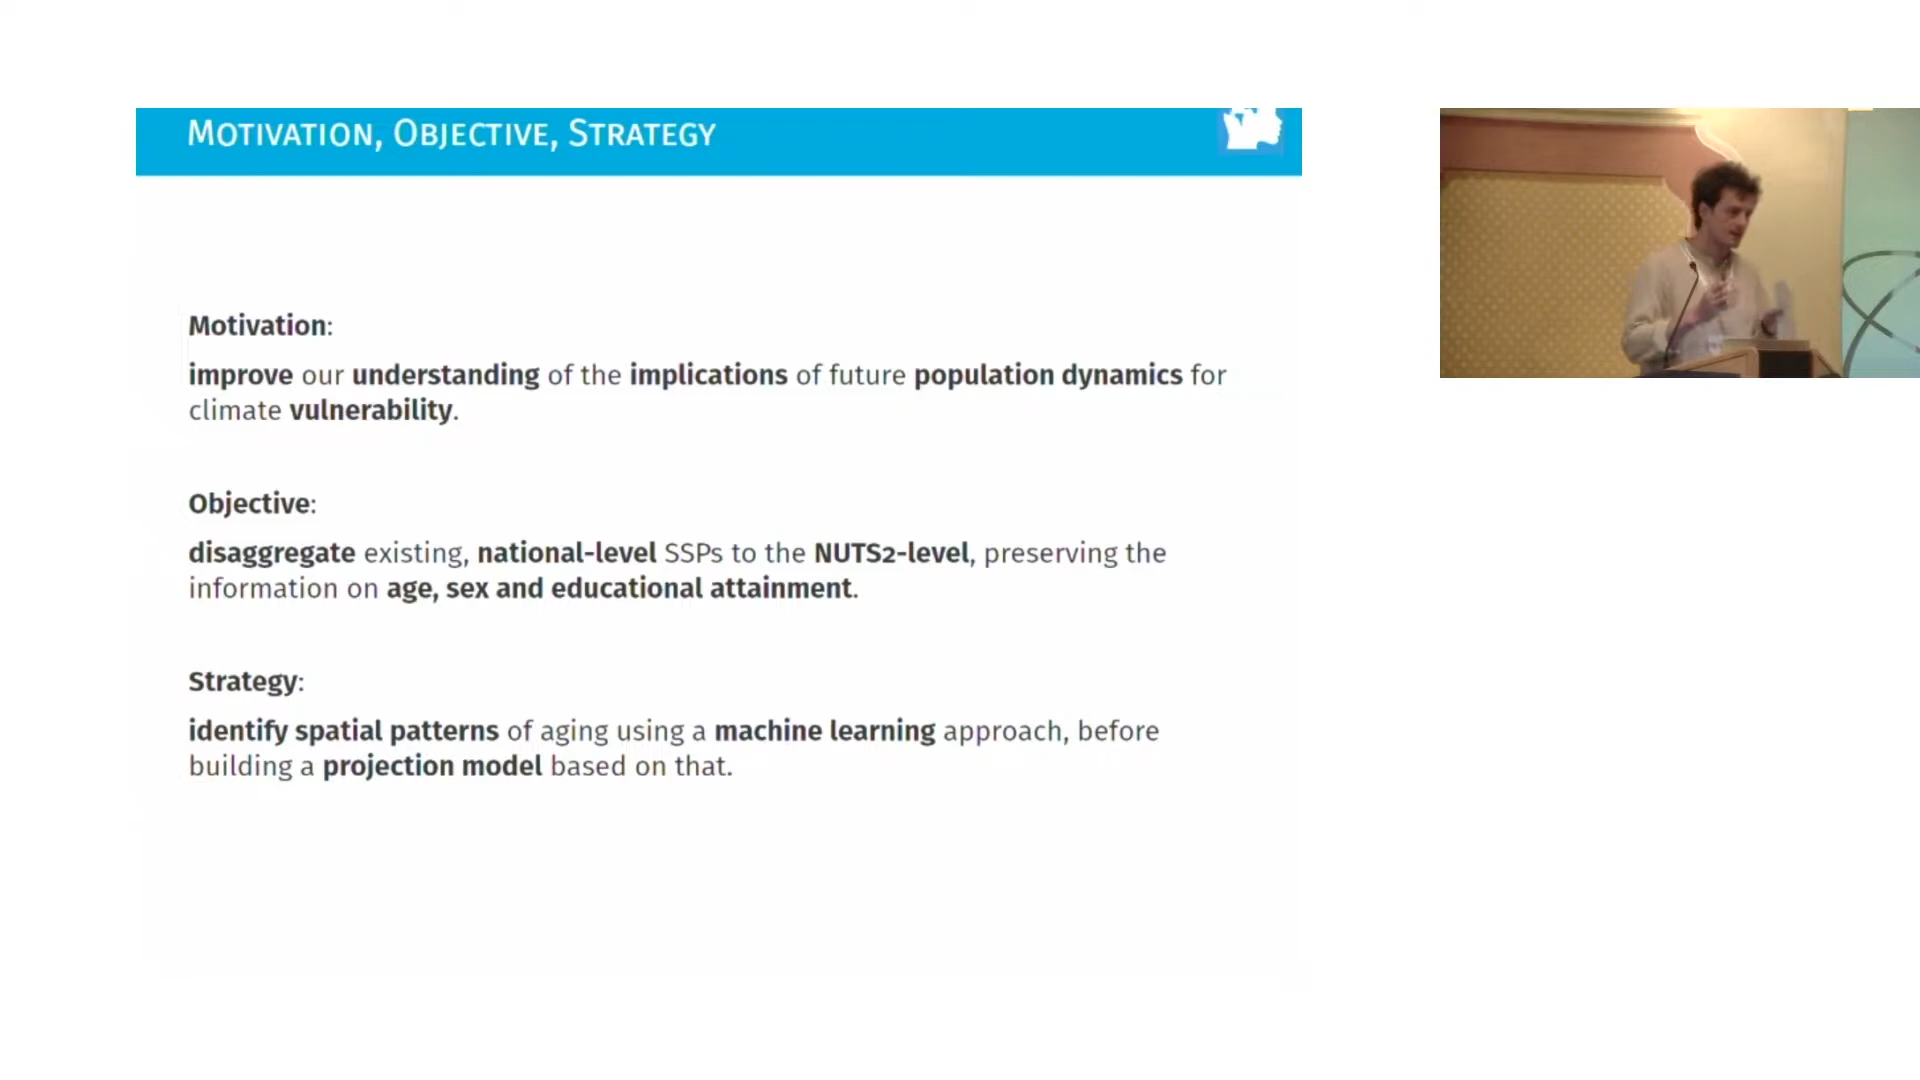 Motivation, Objective, Strategy
Motivation:
improve our understanding of the implications of future population dynamics for
climate vulnerability.
Objective:
disaggregate existing, national-level SSPs to the NUTS2-level, preserving the
information on age, sex and educational attainment.
Strategy:
identify spatial patterns of aging using a machine learning approach, before
building a projection model based on that.